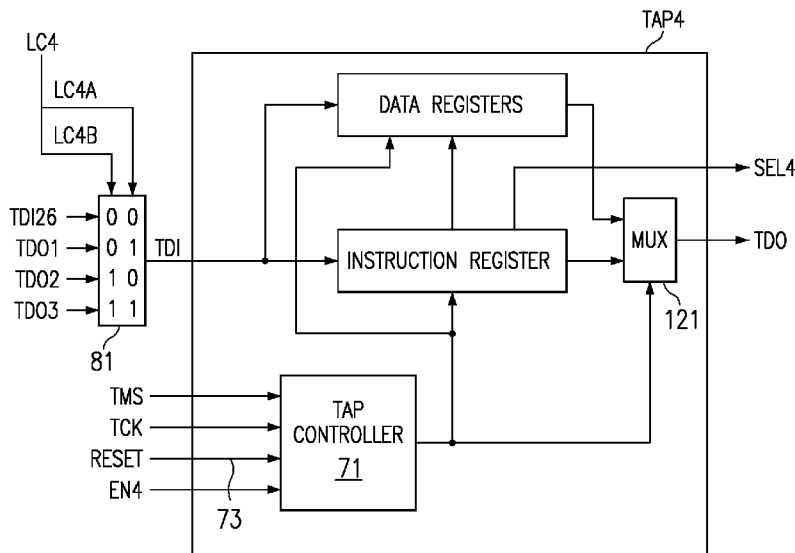 TAP4
LC4
LC4A
LC4B
DATA REGISTERS
SEL4
TDI26
0 0
TDO1
0 1
TDI
TDO2
1 0
TDO3
1 1
INSTRUCTION REGISTER
MUX
TDO
81
121
TMS
TCK
RESET
EN4
TAP
CONTROLLER
71
73